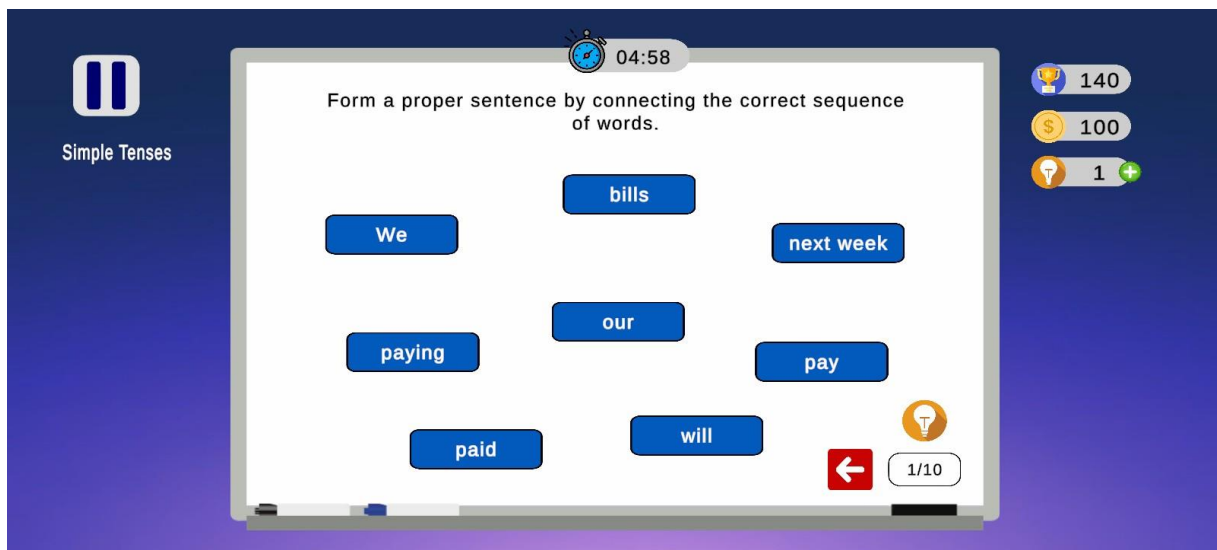 04:58
140
100
1
Simple Tenses
Form a proper sentence by connecting the correct sequence
of words.
bills
We
next week
our
paying
pay
will
paid
1/10